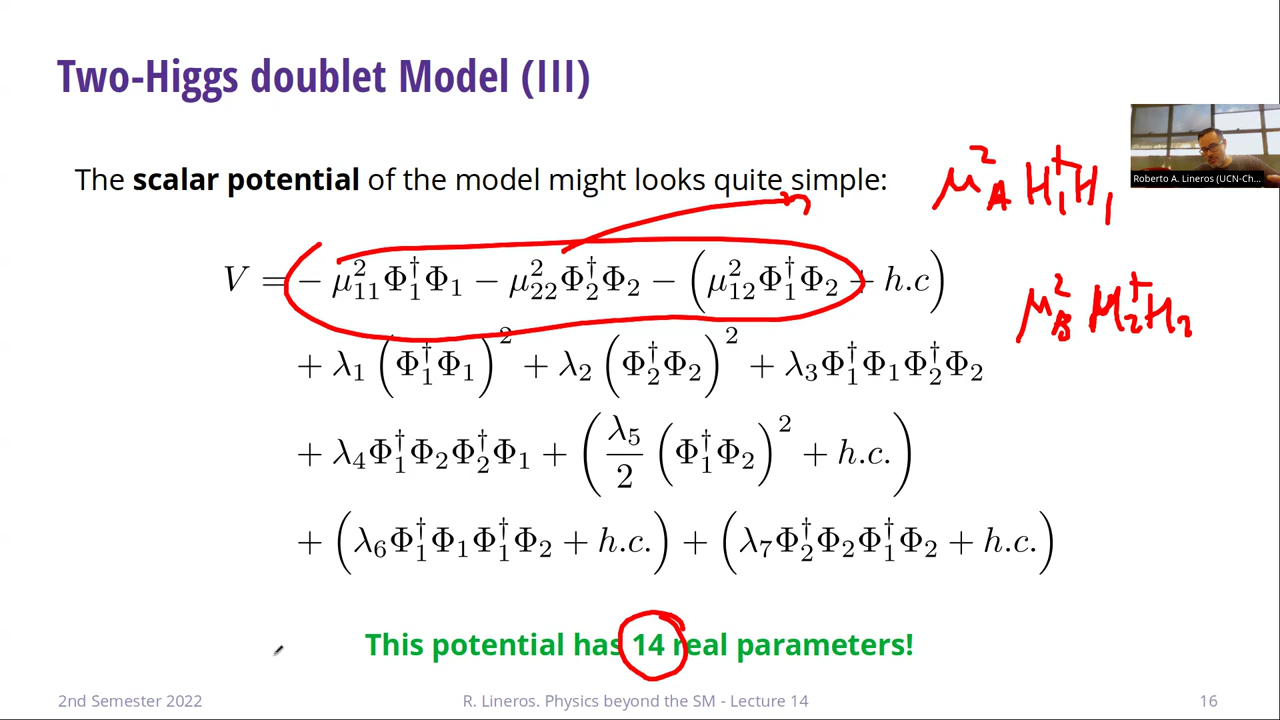 Two-Higgs doublet Model (III)
The scalar potential of the model might looks quite simple:
μ²_A H₁†H₁
Roberto A. Lineros (UCN-Ch...
V = − μ²₁₁Φ₁†Φ₁ − μ²₂₂Φ₂†Φ₂ − (μ²₁₂Φ₁†Φ₂ + h.c)
μ²_B H₂†H₂
+ λ₁ (Φ₁†Φ₁)² + λ₂ (Φ₂†Φ₂)² + λ₃Φ₁†Φ₁Φ₂†Φ₂
+ λ₄Φ₁†Φ₂Φ₂†Φ₁ + (λ₅/2 (Φ₁†Φ₂)² + h.c.)
+ (λ₆Φ₁†Φ₁Φ₁†Φ₂ + h.c.) + (λ₇Φ₂†Φ₂Φ₁†Φ₂ + h.c.)
This potential has 14 real parameters!
2nd Semester 2022
R. Lineros. Physics beyond the SM - Lecture 14
16